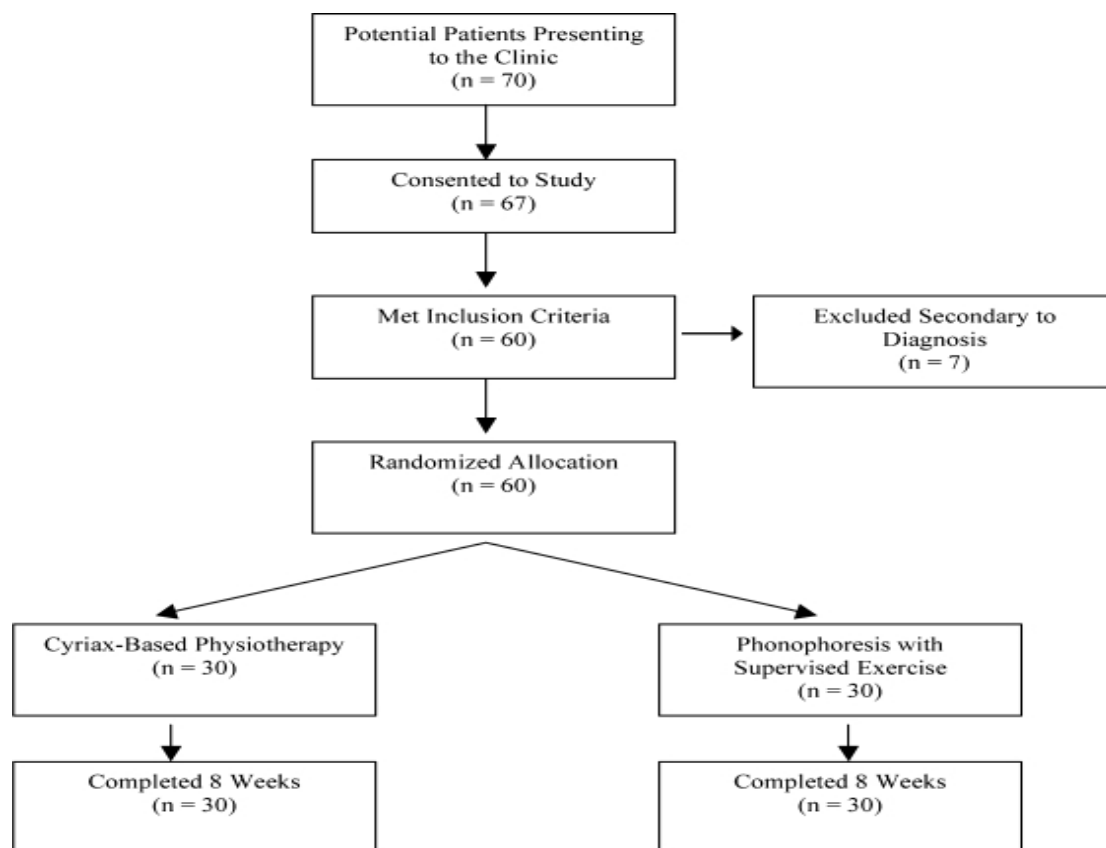 Potential Patients Presenting
to the Clinic
(n = 70)
Consented to Study
(n = 67)
Met Inclusion Criteria
(n = 60)
Excluded Secondary to
Diagnosis
(n = 7)
Randomized Allocation
(n = 60)
Cyriax-Based Physiotherapy
(n = 30)
Phonophoresis with
Supervised Exercise
(n = 30)
Completed 8 Weeks
(n = 30)
Completed 8 Weeks
(n = 30)